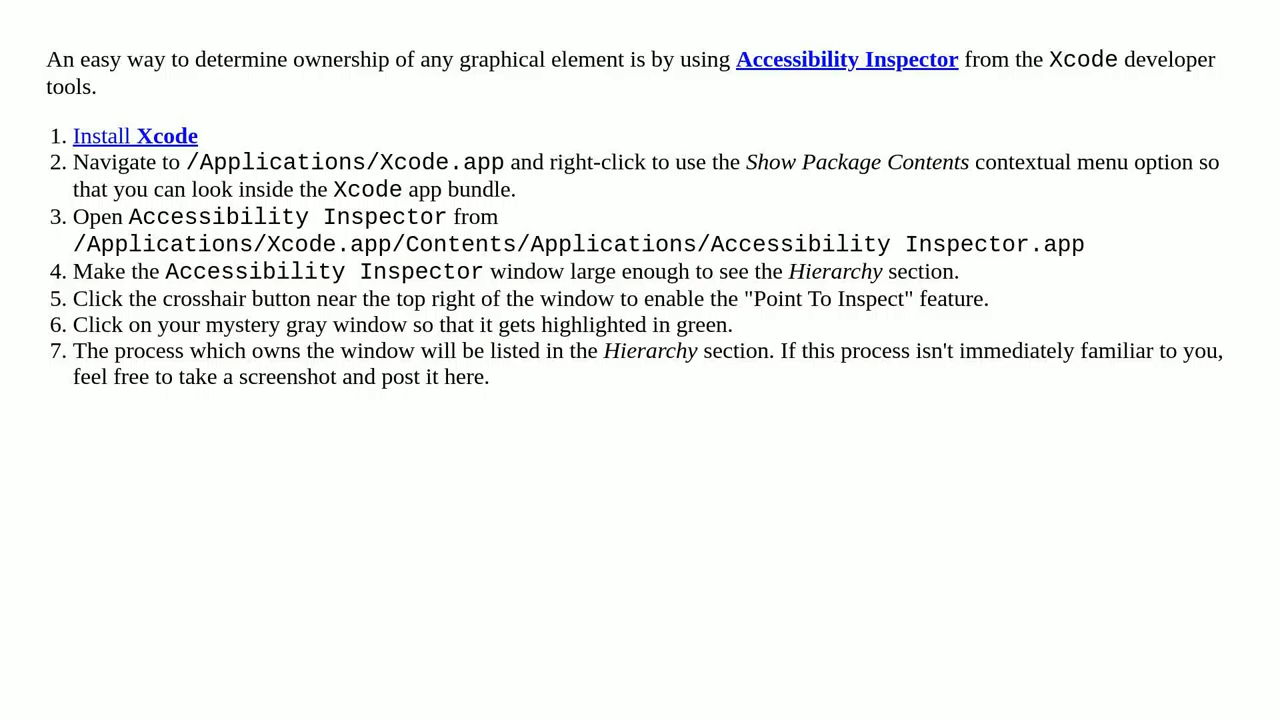 An easy way to determine ownership of any graphical element is by using Accessibility Inspector from the Xcode developer
tools.
1. Install Xcode
2. Navigate to /Applications/Xcode.app and right-click to use the Show Package Contents contextual menu option so
that you can look inside the Xcode app bundle.
3. Open Accessibility Inspector from
/Applications/Xcode.app/Contents/Applications/Accessibility Inspector.app
4. Make the Accessibility Inspector window large enough to see the Hierarchy section.
5. Click the crosshair button near the top right of the window to enable the "Point To Inspect" feature.
6. Click on your mystery gray window so that it gets highlighted in green.
7. The process which owns the window will be listed in the Hierarchy section. If this process isn't immediately familiar to you,
feel free to take a screenshot and post it here.